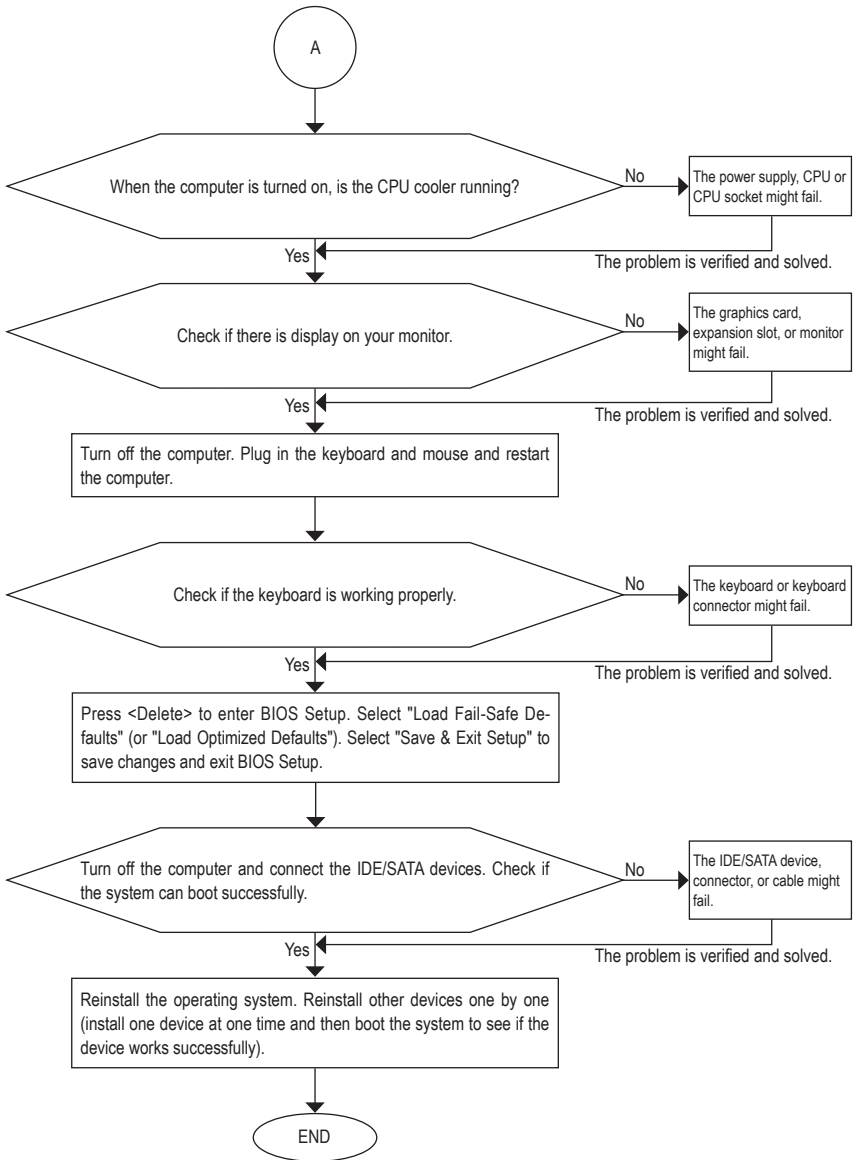 A
When the computer is turned on, is the CPU cooler running?
No
The power supply, CPU or
CPU socket might fail.
Yes
The problem is verified and solved.
Check if there is display on your monitor.
No
The graphics card,
expansion slot, or monitor
might fail.
Yes
The problem is verified and solved.
Turn off the computer. Plug in the keyboard and mouse and restart
the computer.
Check if the keyboard is working properly.
No
The keyboard or keyboard
connector might fail.
Yes
The problem is verified and solved.
Press <Delete> to enter BIOS Setup. Select "Load Fail-Safe De-
faults" (or "Load Optimized Defaults"). Select "Save & Exit Setup" to
save changes and exit BIOS Setup.
Turn off the computer and connect the IDE/SATA devices. Check if
the system can boot successfully.
No
The IDE/SATA device,
connector, or cable might
fail.
Yes
The problem is verified and solved.
Reinstall the operating system. Reinstall other devices one by one
(install one device at one time and then boot the system to see if the
device works successfully).
END